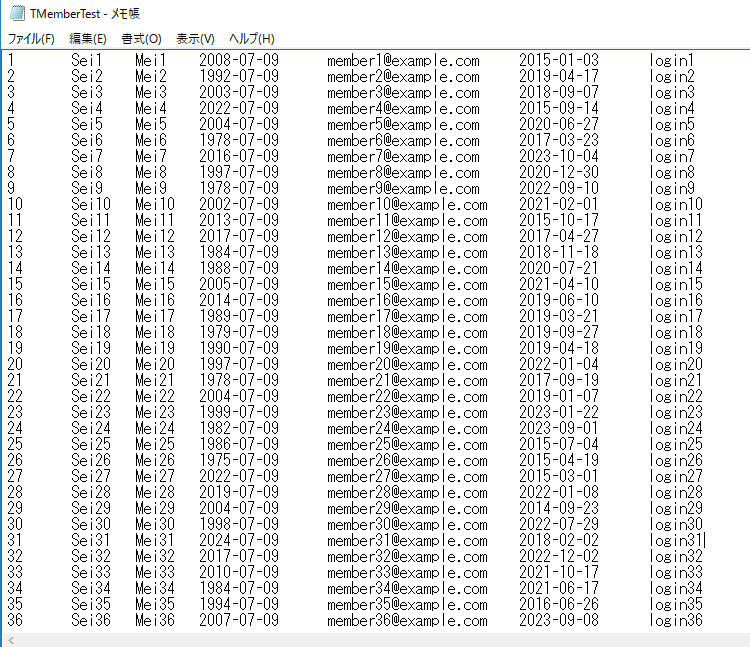 TMemberTest - メモ帳
ファイル(F) 編集(E) 書式(O) 表示(V) ヘルプ(H)
1 Sei1 Mei1 2008-07-09 member1@example.com 2015-01-03 login1
2 Sei2 Mei2 1992-07-09 member2@example.com 2019-04-17 login2
3 Sei3 Mei3 2003-07-09 member3@example.com 2018-09-07 login3
4 Sei4 Mei4 2022-07-09 member4@example.com 2015-09-14 login4
5 Sei5 Mei5 2004-07-09 member5@example.com 2020-06-27 login5
6 Sei6 Mei6 1978-07-09 member6@example.com 2017-03-23 login6
7 Sei7 Mei7 2016-07-09 member7@example.com 2023-10-04 login7
8 Sei8 Mei8 1997-07-09 member8@example.com 2020-12-30 login8
9 Sei9 Mei9 1978-07-09 member9@example.com 2022-09-10 login9
10 Sei10 Mei10 2002-07-09 member10@example.com 2021-02-01 login10
11 Sei11 Mei11 2013-07-09 member11@example.com 2015-10-17 login11
12 Sei12 Mei12 2017-07-09 member12@example.com 2017-04-27 login12
13 Sei13 Mei13 1984-07-09 member13@example.com 2018-11-18 login13
14 Sei14 Mei14 1988-07-09 member14@example.com 2020-07-21 login14
15 Sei15 Mei15 2005-07-09 member15@example.com 2021-04-10 login15
16 Sei16 Mei16 2014-07-09 member16@example.com 2019-06-10 login16
17 Sei17 Mei17 1989-07-09 member17@example.com 2019-03-21 login17
18 Sei18 Mei18 1979-07-09 member18@example.com 2019-09-27 login18
19 Sei19 Mei19 1990-07-09 member19@example.com 2019-04-18 login19
20 Sei20 Mei20 1997-07-09 member20@example.com 2022-01-04 login20
21 Sei21 Mei21 1978-07-09 member21@example.com 2017-09-19 login21
22 Sei22 Mei22 2004-07-09 member22@example.com 2019-01-07 login22
23 Sei23 Mei23 1999-07-09 member23@example.com 2023-01-22 login23
24 Sei24 Mei24 1982-07-09 member24@example.com 2023-09-01 login24
25 Sei25 Mei25 1986-07-09 member25@example.com 2015-07-04 login25
26 Sei26 Mei26 1975-07-09 member26@example.com 2015-04-19 login26
27 Sei27 Mei27 2022-07-09 member27@example.com 2015-03-01 login27
28 Sei28 Mei28 2019-07-09 member28@example.com 2022-01-08 login28
29 Sei29 Mei29 2004-07-09 member29@example.com 2014-09-23 login29
30 Sei30 Mei30 1998-07-09 member30@example.com 2022-07-29 login30
31 Sei31 Mei31 2024-07-09 member31@example.com 2018-02-02 login31
32 Sei32 Mei32 2017-07-09 member32@example.com 2022-12-02 login32
33 Sei33 Mei33 2010-07-09 member33@example.com 2021-10-17 login33
34 Sei34 Mei34 1984-07-09 member34@example.com 2021-06-17 login34
35 Sei35 Mei35 1994-07-09 member35@example.com 2016-06-26 login35
36 Sei36 Mei36 2007-07-09 member36@example.com 2023-09-08 login36